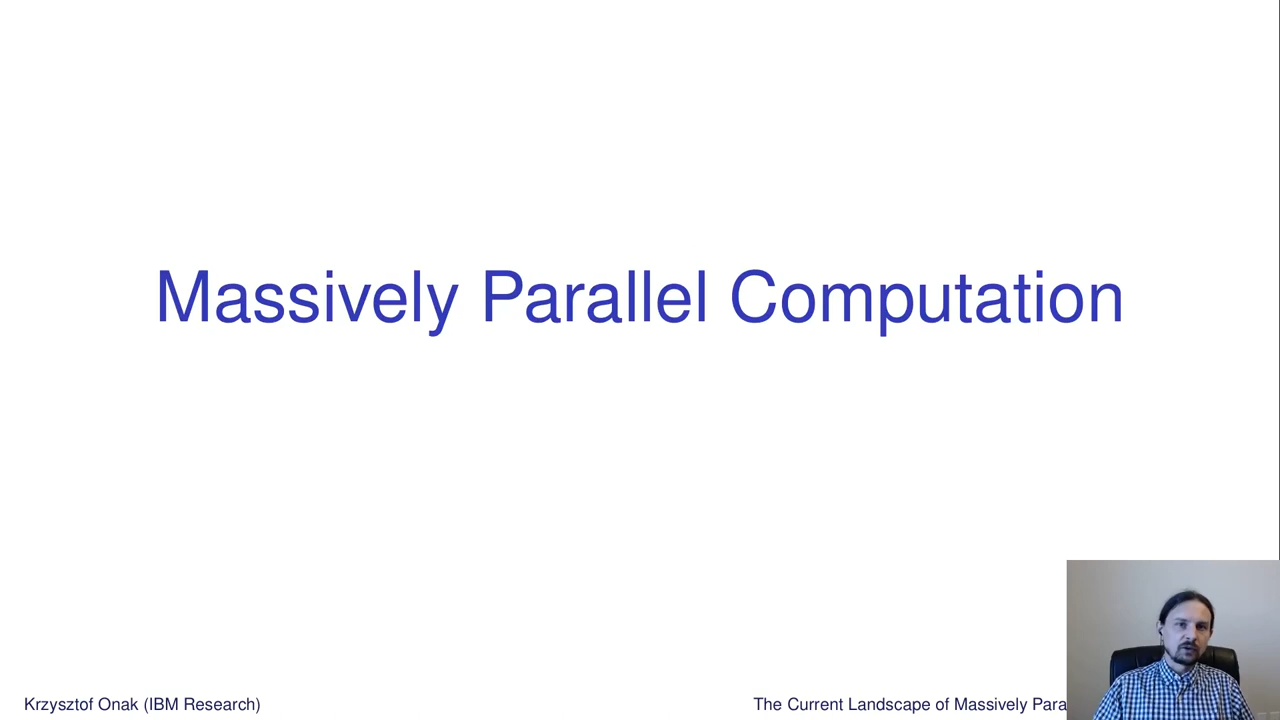 Massively Parallel Computation
Krzysztof Onak (IBM Research)
The Current Landscape of Massively Para